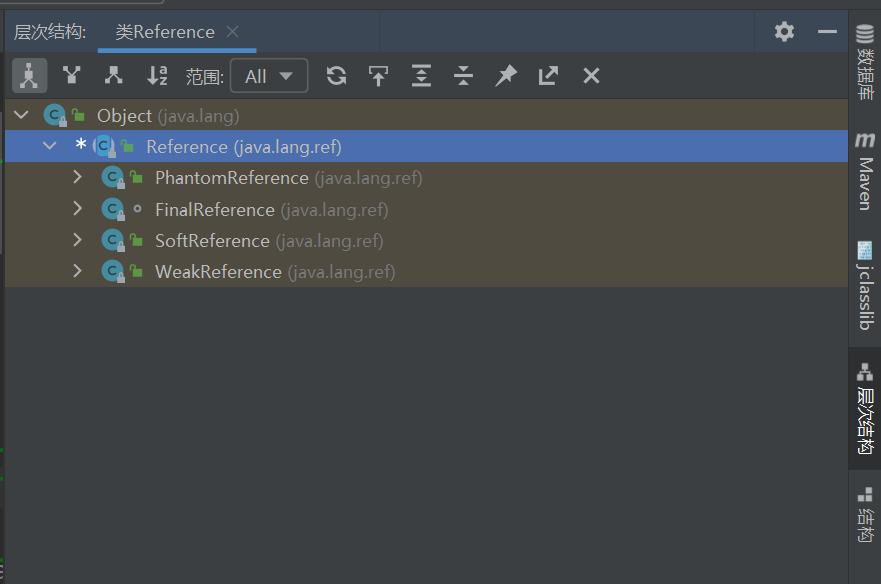 层次结构: 类Reference
范围: All
Object (java.lang)
* Reference (java.lang.ref)
PhantomReference (java.lang.ref)
FinalReference (java.lang.ref)
SoftReference (java.lang.ref)
WeakReference (java.lang.ref)
数据库
Maven
jclasslib
层次结构
结构